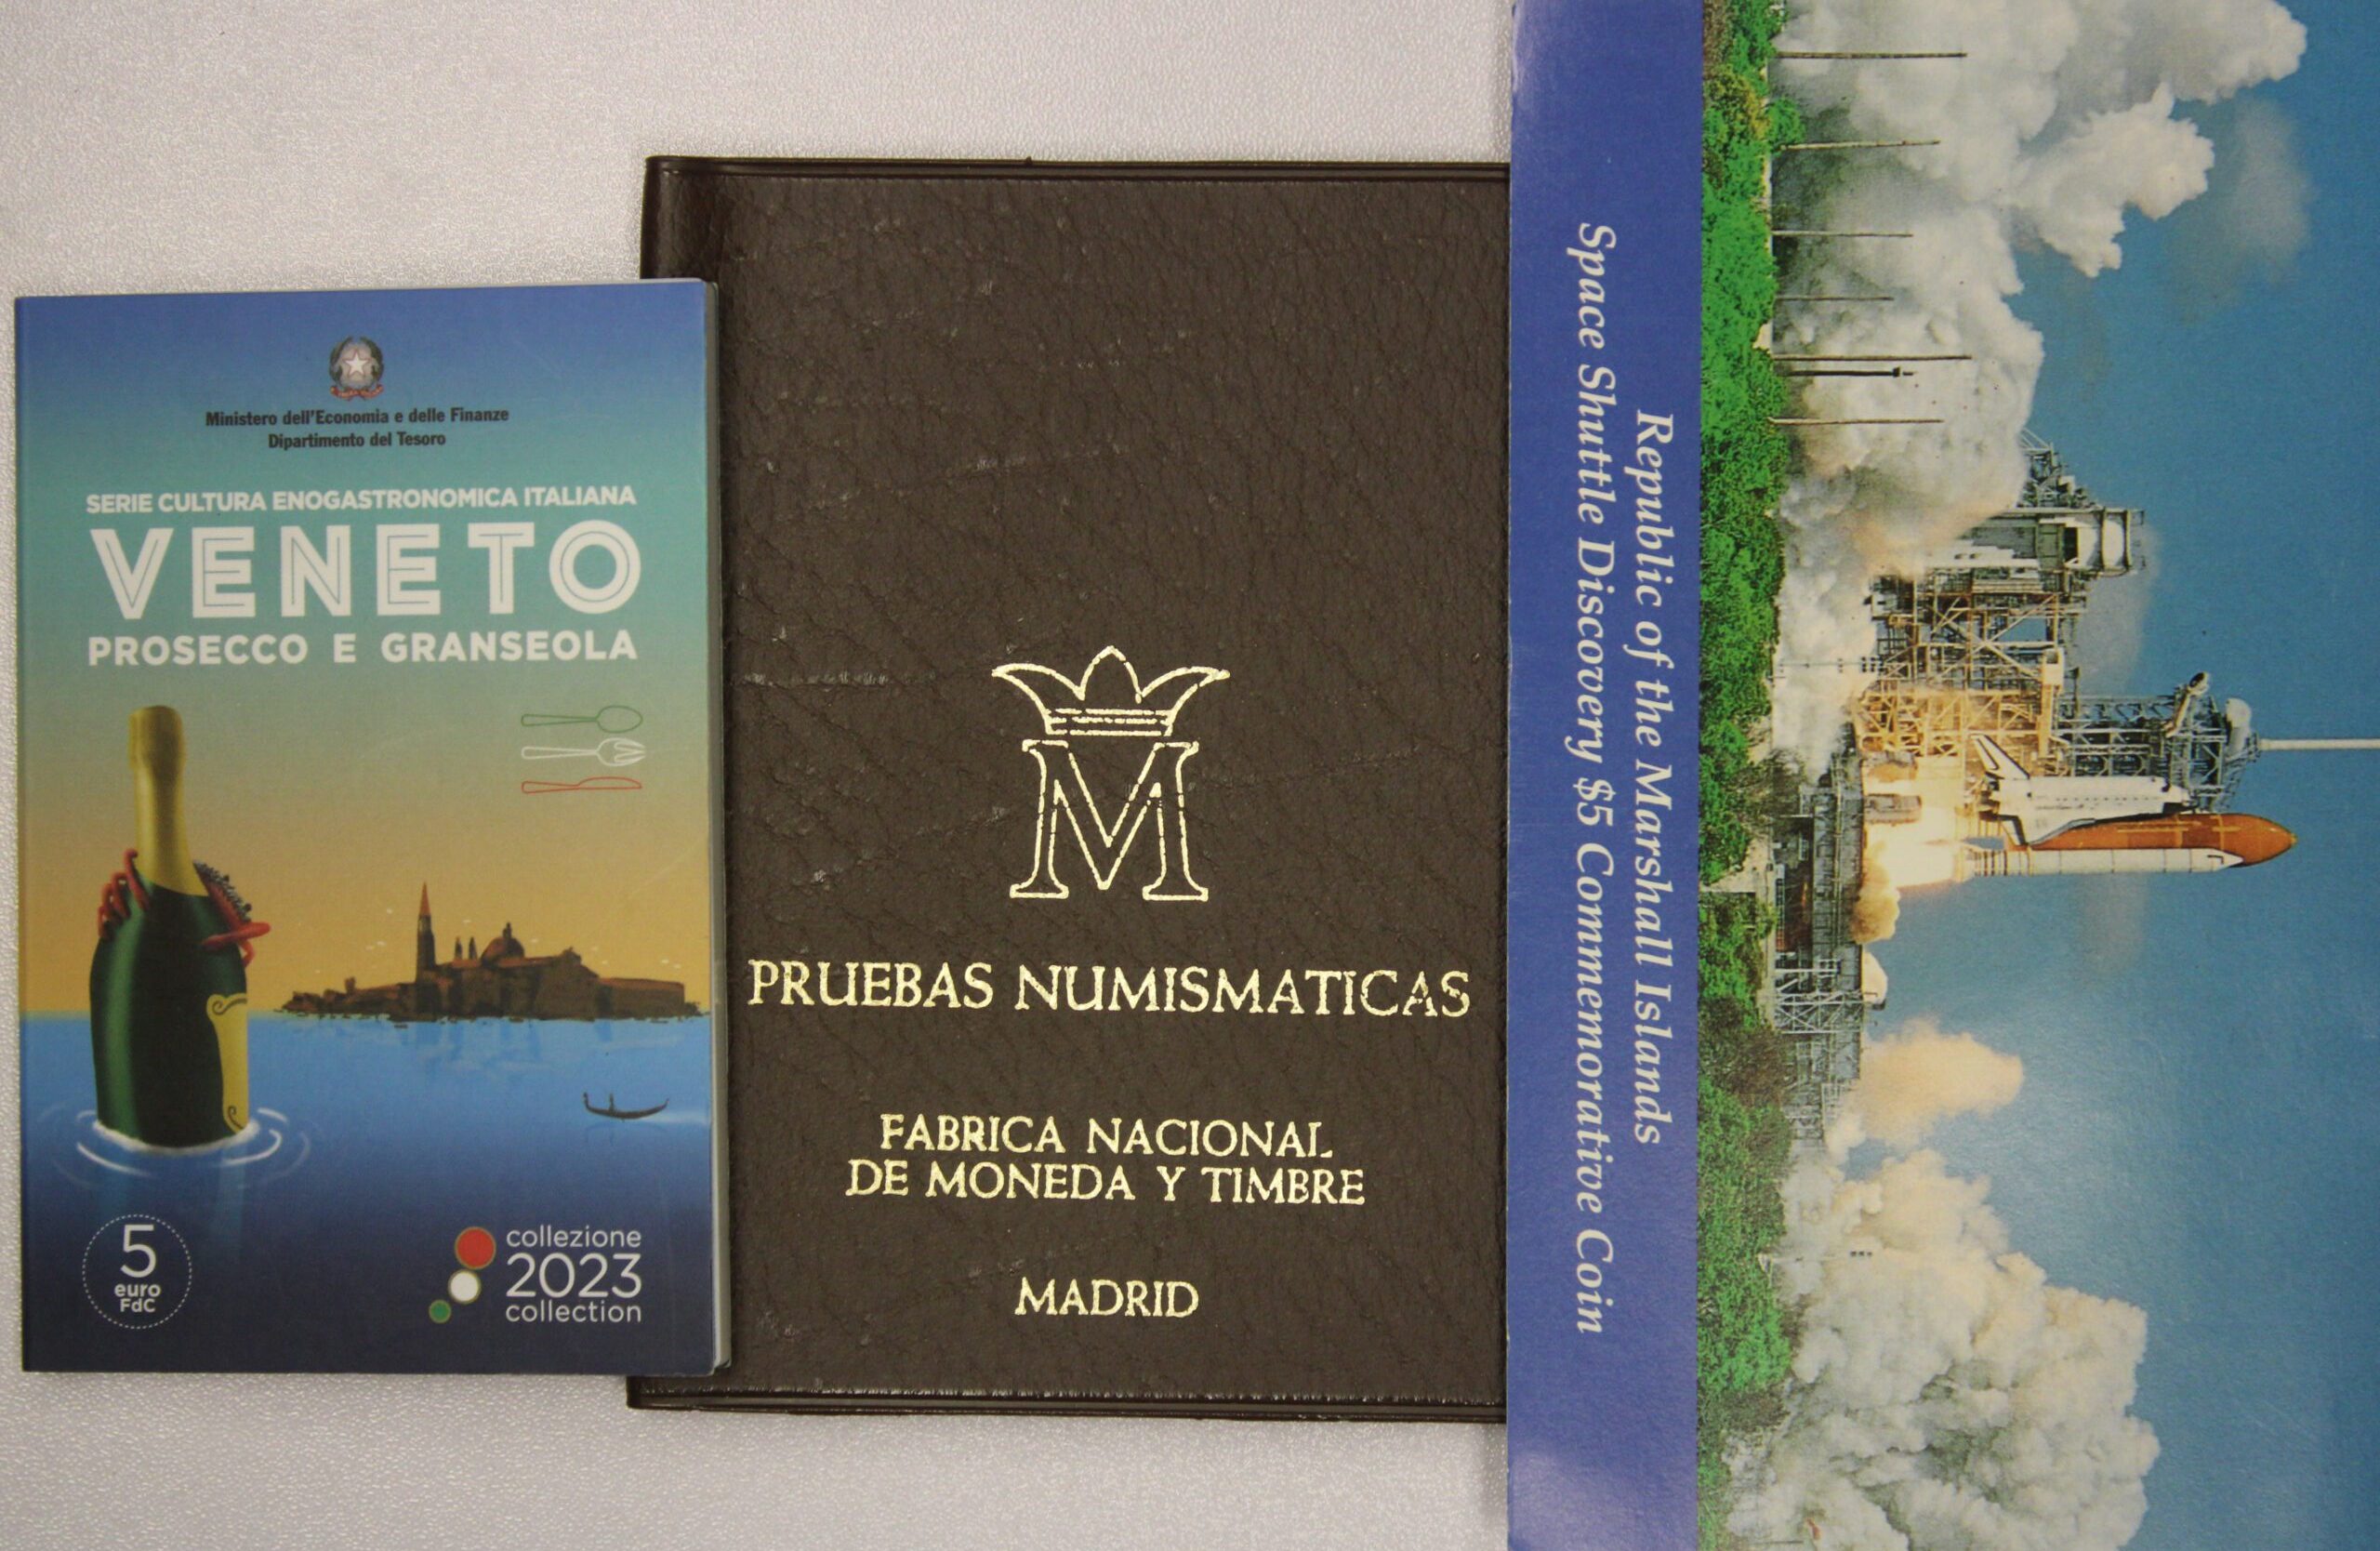 Ministero dell'Economia e delle Finanze
Dipartimento del Tesoro
SERIE CULTURA ENOGASTRONOMICA ITALIANA
VENETO
PROSECCO E GRANSEOLA
5
euro
FdC
collezione
2023
collection
M
PRUEBAS NUMISMATICAS
FABRICA NACIONAL
DE MONEDA Y TIMBRE
MADRID
Republic of the Marshall Islands
Space Shuttle Discovery $5 Commemorative Coin